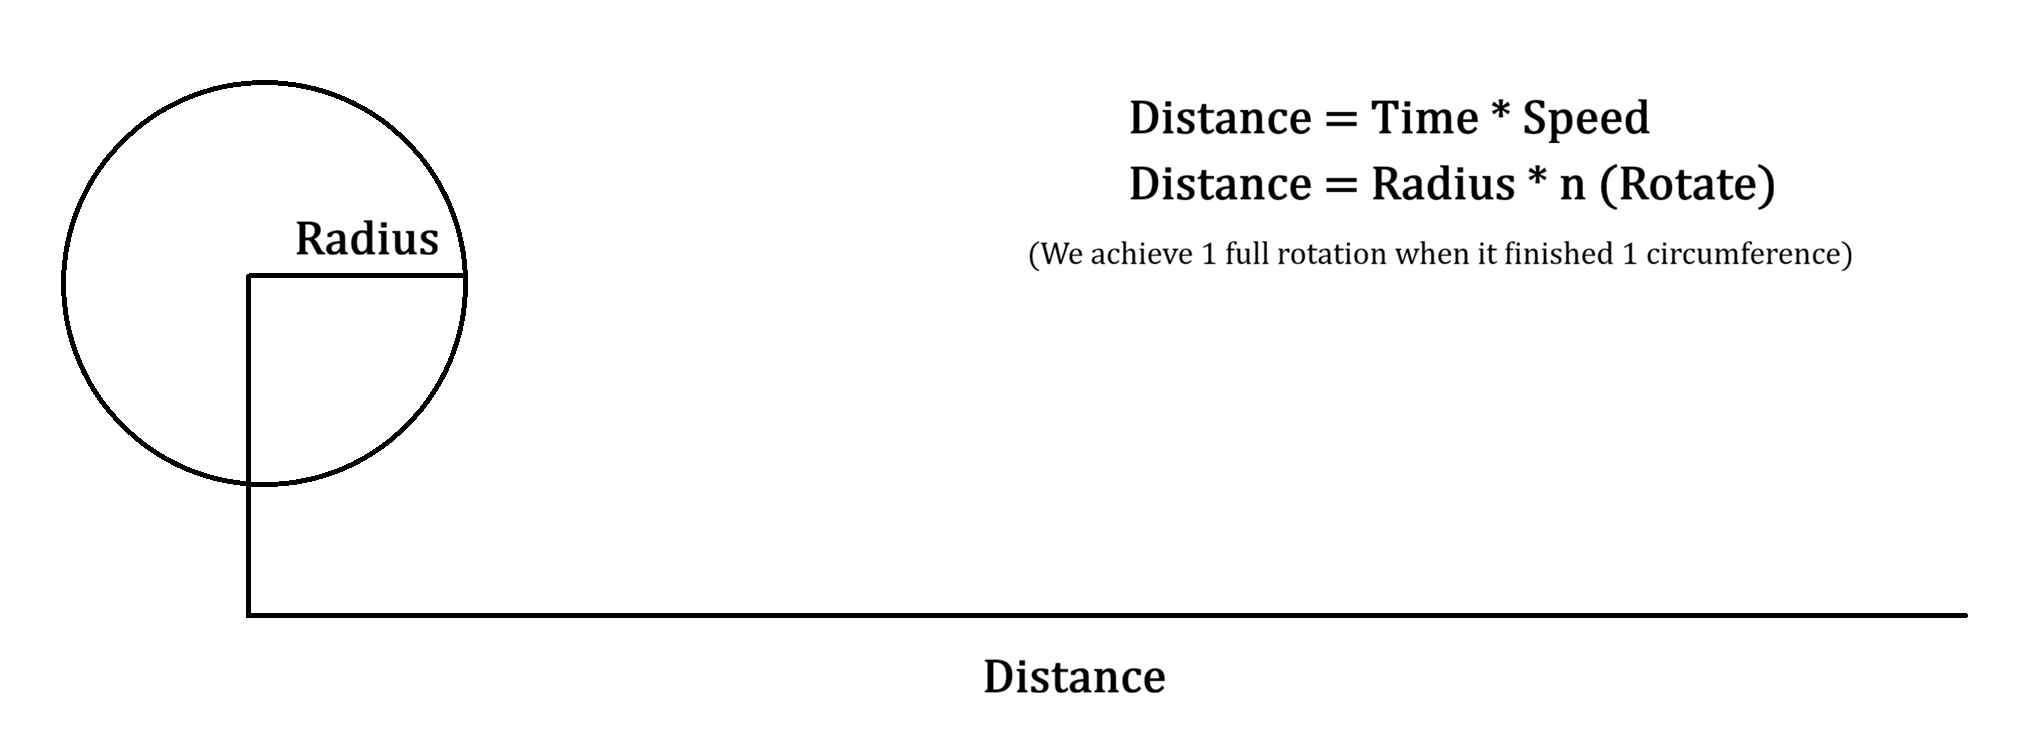 Distance = Time * Speed
Distance = Radius * n (Rotate)
Radius
(We achieve 1 full rotation when it finished 1 circumference)
Distance